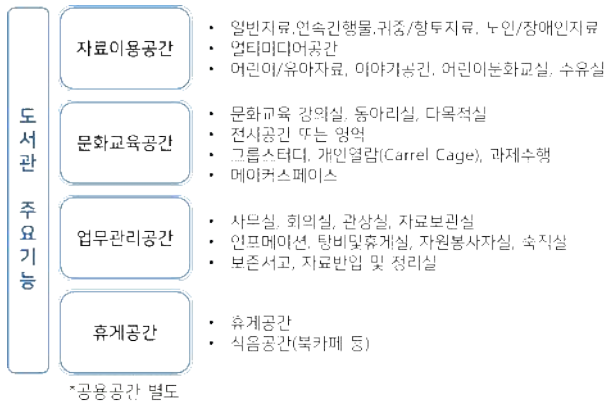 도서관 주요기능
자료이용공간
• 일반자료,연속간행물,귀중/향토자료, 노인/장애인자료
• 멀티미디어공간
• 어린이/유아자료, 이야기공간, 어린이문화교실, 수유실
문화교육공간
• 문화교육 강의실, 동아리실, 다목적실
• 전시공간 또는 영역
• 그룹스터디, 개인열람(Carrel Cage), 과제수행
• 메이커스페이스
업무관리공간
• 사무실, 회의실, 관장실, 자료보관실
• 인포메이션, 탕비및휴게실, 자원봉사자실, 숙직실
• 보존서고, 자료반입 및 정리실
휴게공간
• 휴게공간
• 식음공간(북카페 등)
*공용공간 별도